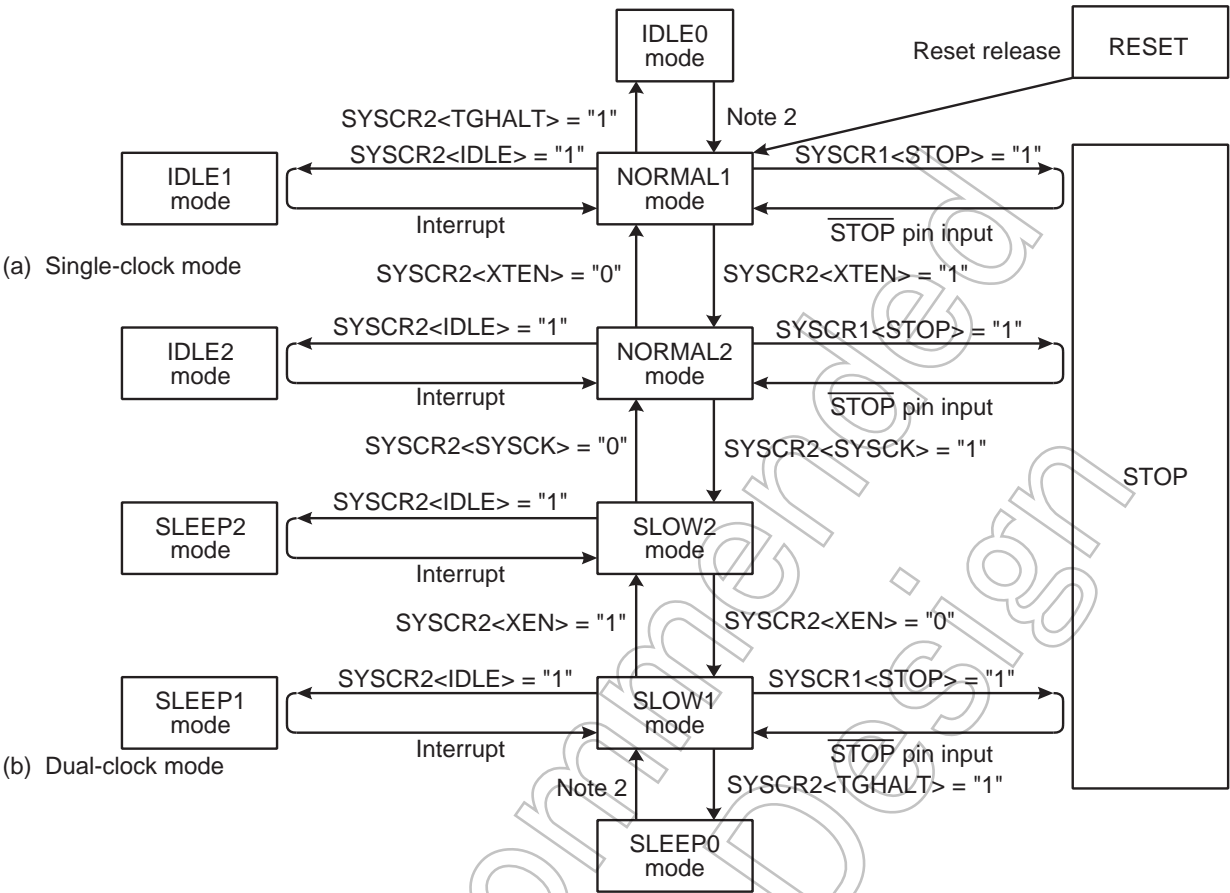 IDLE0
mode
Reset release
RESET
SYSCR2<TGHALT> = "1"
Note 2
IDLE1
mode
SYSCR2<IDLE> = "1"
Interrupt
NORMAL1
mode
SYSCR1<STOP> = "1"
STOP pin input
(a) Single-clock mode
SYSCR2<XTEN> = "0"
SYSCR2<XTEN> = "1"
IDLE2
mode
SYSCR2<IDLE> = "1"
Interrupt
NORMAL2
mode
SYSCR1<STOP> = "1"
STOP pin input
SYSCR2<SYSCK> = "0"
SYSCR2<SYSCK> = "1"
STOP
SLEEP2
mode
SYSCR2<IDLE> = "1"
Interrupt
SLOW2
mode
SYSCR2<XEN> = "1"
SYSCR2<XEN> = "0"
SLEEP1
mode
SYSCR2<IDLE> = "1"
Interrupt
SLOW1
mode
SYSCR1<STOP> = "1"
STOP pin input
(b) Dual-clock mode
Note 2
SYSCR2<TGHALT> = "1"
SLEEP0
mode
Design